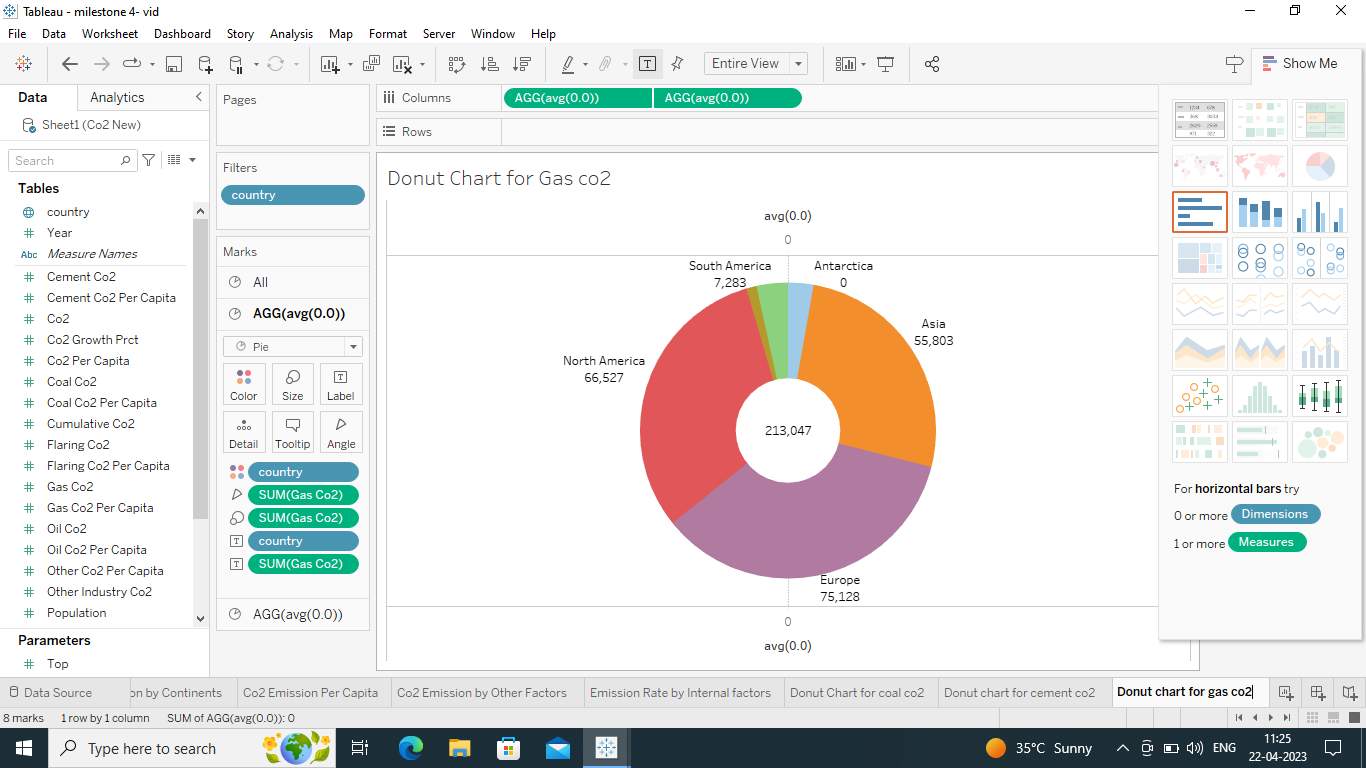 Tableau - milestone 4- vid
File Data Worksheet Dashboard Story Analysis Map Format Server Window Help
Entire View
Show Me
Data Analytics
Sheet1 (Co2 New)
Search
Tables
country
Year
Abc Measure Names
Cement Co2
Cement Co2 Per Capita
Co2
Co2 Growth Prct
Co2 Per Capita
Coal Co2
Coal Co2 Per Capita
Cumulative Co2
Flaring Co2
Flaring Co2 Per Capita
Gas Co2
Gas Co2 Per Capita
Oil Co2
Oil Co2 Per Capita
Other Co2 Per Capita
Other Industry Co2
Population
Parameters
Top
Pages
Filters
country
Marks
All
AGG(avg(0.0))
Pie
Color Size Label
Detail Tooltip Angle
country
SUM(Gas Co2)
SUM(Gas Co2)
country
SUM(Gas Co2)
AGG(avg(0.0))
Columns AGG(avg(0.0)) AGG(avg(0.0))
Rows
Donut Chart for Gas co2
avg(0.0)
0
South America
7,283
Antarctica
0
Asia
55,803
North America
66,527
213,047
Europe
75,128
0
avg(0.0)
For horizontal bars try
0 or more Dimensions
1 or more Measures
Data Source
on by Continents
Co2 Emission Per Capita
Co2 Emission by Other Factors
Emission Rate by Internal factors
Donut Chart for coal co2
Donut chart for cement co2
Donut chart for gas co2
8 marks 1 row by 1 column SUM of AGG(avg(0.0)): 0
Type here to search
35°C Sunny
ENG
11:25
22-04-2023